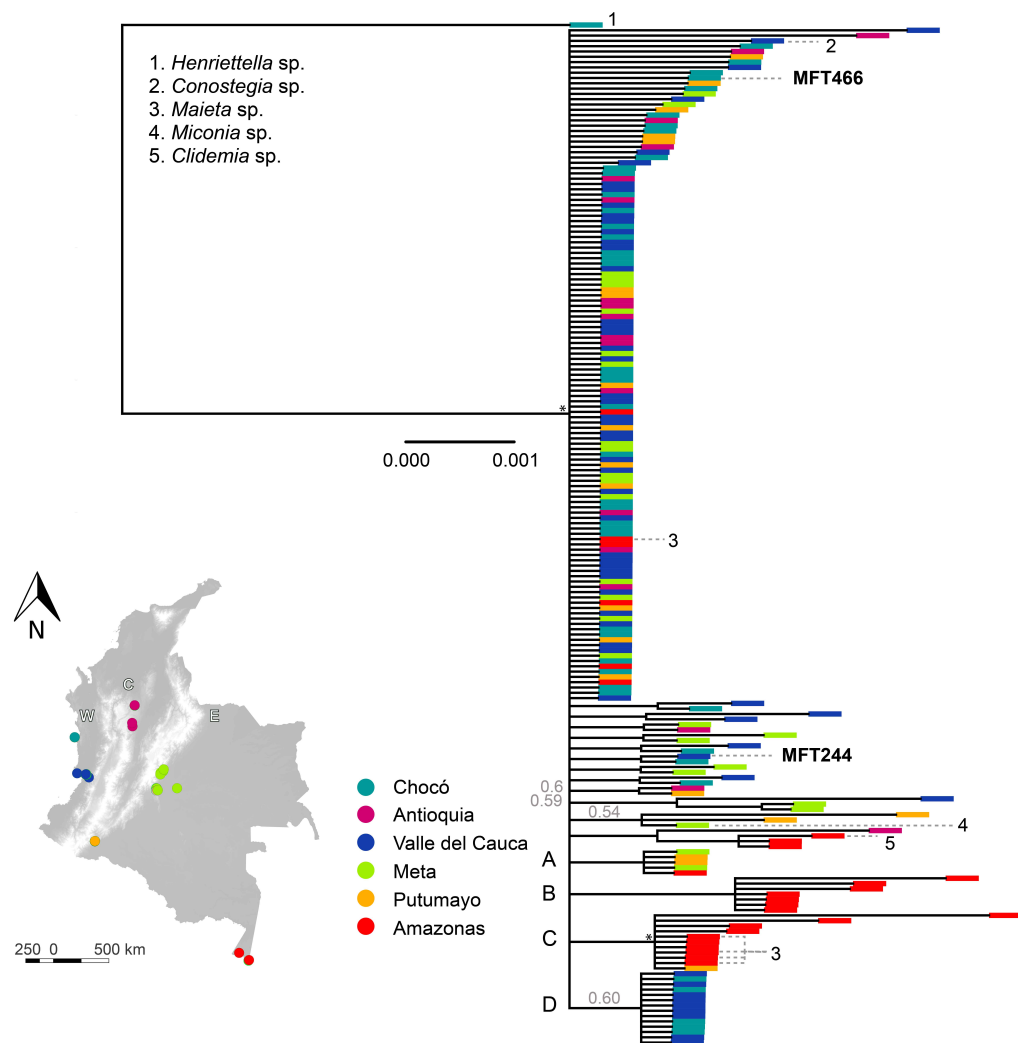 1
1. Henriettella sp.
2. Conostegia sp.
3. Maieta sp.
4. Miconia sp.
5. Clidemia sp.
2
MFT466
*
0.000 0.001
3
N
W
C
E
MFT244
0.6
0.59
0.54
4
5
A
B
C
*
3
0.60
D
Chocó
Antioquia
Valle del Cauca
Meta
Putumayo
Amazonas
250 0 500 km